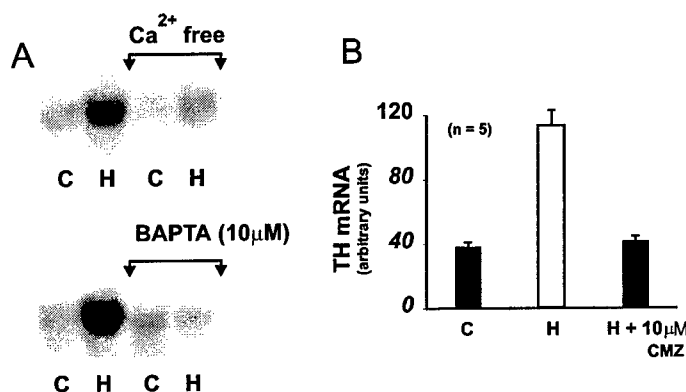 A
Ca2+ free
C H C H
BAPTA (10μM)
C H C H
B
TH mRNA
(arbitrary units)
120
80
40
0
(n = 5)
C H H + 10μM
CMZ